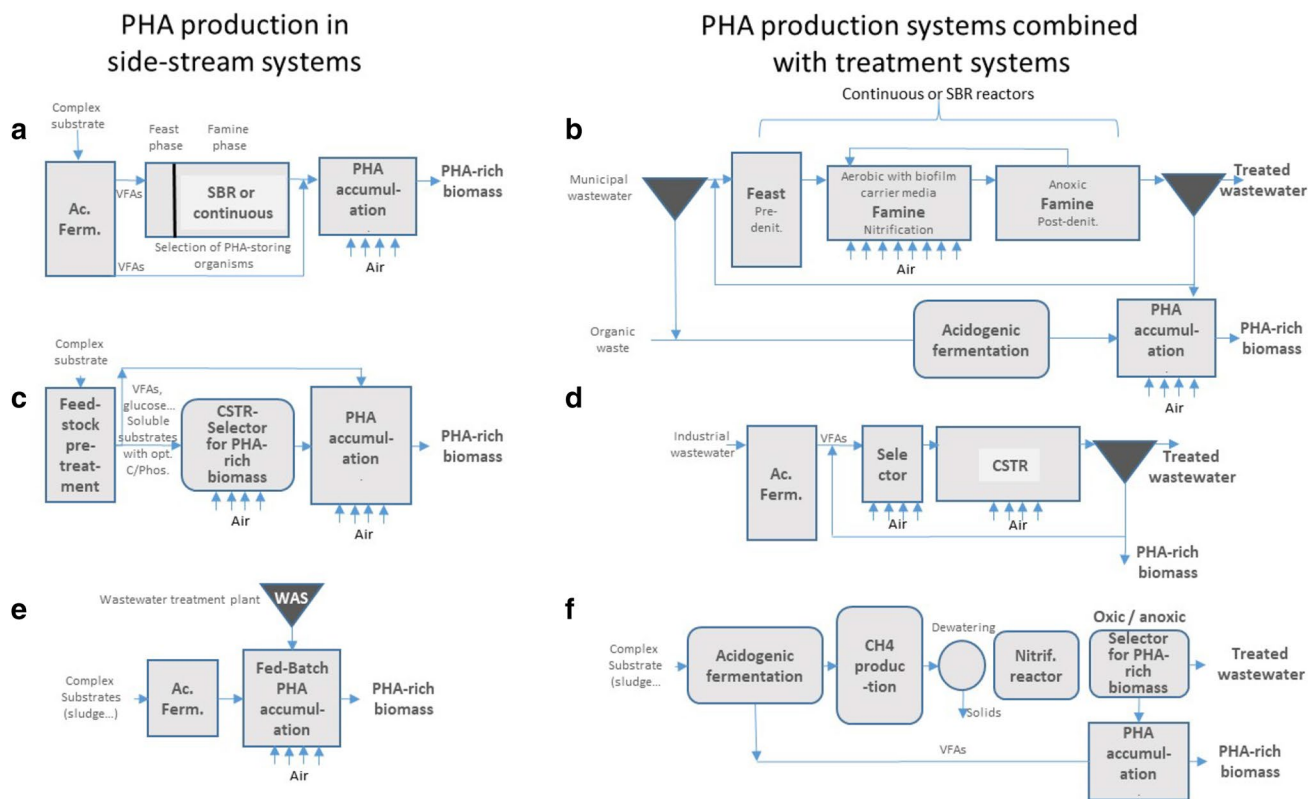 PHA production in
side-stream systems
PHA production systems combined
with treatment systems
Continuous or SBR reactors
a
Complex
substrate
Feast
phase
Famine
phase
Ac.
Ferm.
VFAs
SBR or
continuous
Selection of PHA-storing
organisms
VFAs
PHA
accumul-
ation
.
Air
PHA-rich
biomass
b
Municipal
wastewater
Feast
Pre-
denit.
Aerobic with biofilm
carrier media
Famine
Nitrification
Air
Anoxic
Famine
Post-denit.
Treated
wastewater
Organic
waste
Acidogenic
fermentation
PHA
accumul-
ation
.
Air
PHA-rich
biomass
c
Complex
substrate
Feed-
stock
pre-
treat-
ment
VFAs,
glucose...
Soluble
substrates
with opt.
C/Phos.
CSTR-
Selector
for PHA-
rich
biomass
Air
PHA
accumul-
ation
.
Air
PHA-rich
biomass
d
Industrial
wastewater
Ac.
Ferm.
VFAs
Sele
ctor
Air
CSTR
Air
Treated
wastewater
PHA-rich
biomass
e
Wastewater treatment plant
WAS
Complex
Substrates
(sludge...)
Ac.
Ferm.
Fed-Batch
PHA
accumul-
ation
Air
PHA-rich
biomass
f
Complex
Substrate
(sludge...
Acidogenic
fermentation
CH4
produc
-tion
Dewatering
Solids
Nitrif.
reactor
Oxic / anoxic
Selector
for PHA-
rich
biomass
Treated
wastewater
VFAs
PHA
accumul-
ation
.
PHA-rich
biomass